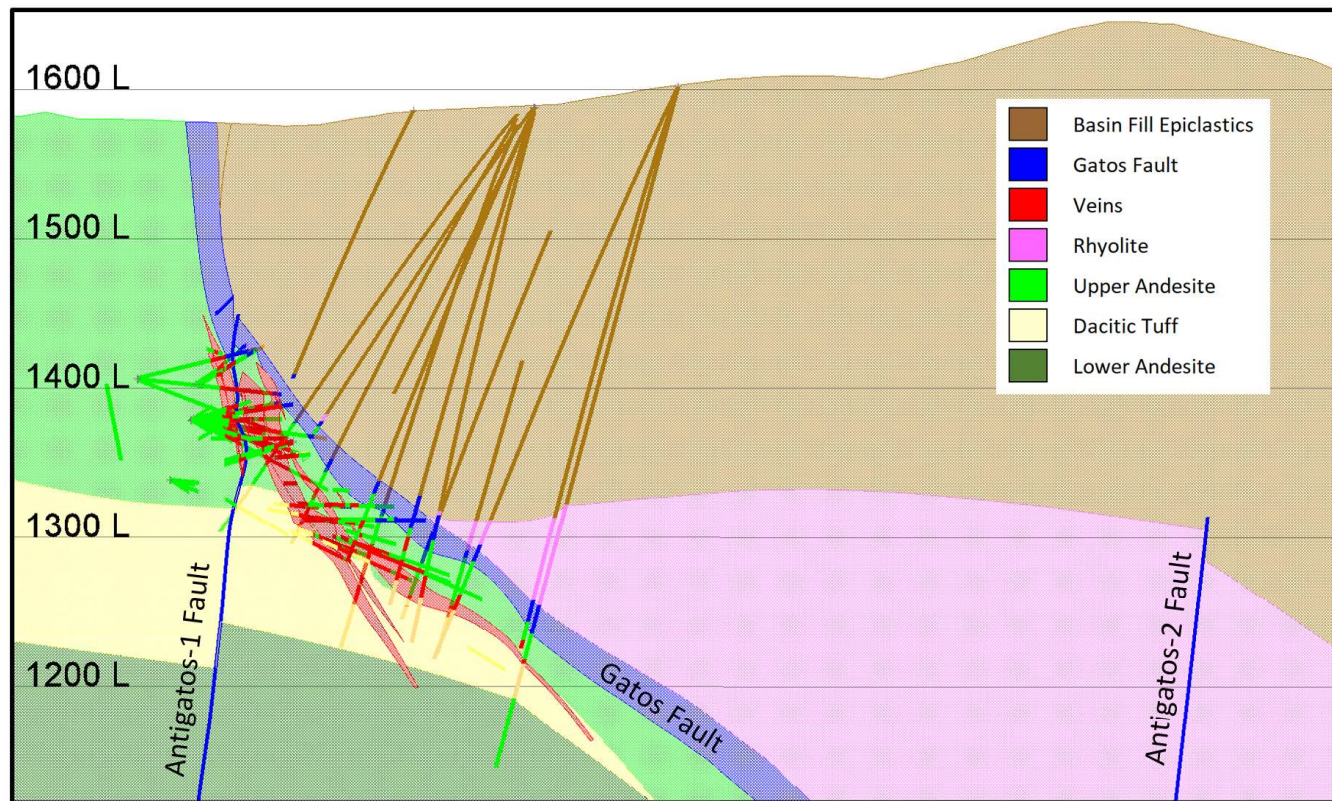 1600 L
1500 L
1400 L
1300 L
1200 L
Basin Fill Epiclastics
Gatos Fault
Veins
Rhyolite
Upper Andesite
Dacitic Tuff
Lower Andesite
Antigatos-1 Fault
Gatos Fault
Antigatos-2 Fault